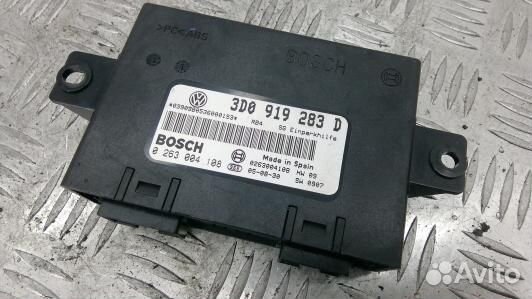 >PC<ABS
BOSCH
3D0 919 283 D
RB4 SG Einparkhilfe
BOSCH
0 263 004 108
Made in Spain
0263004108 HW 09
05-08-30 SW 0907
Avito